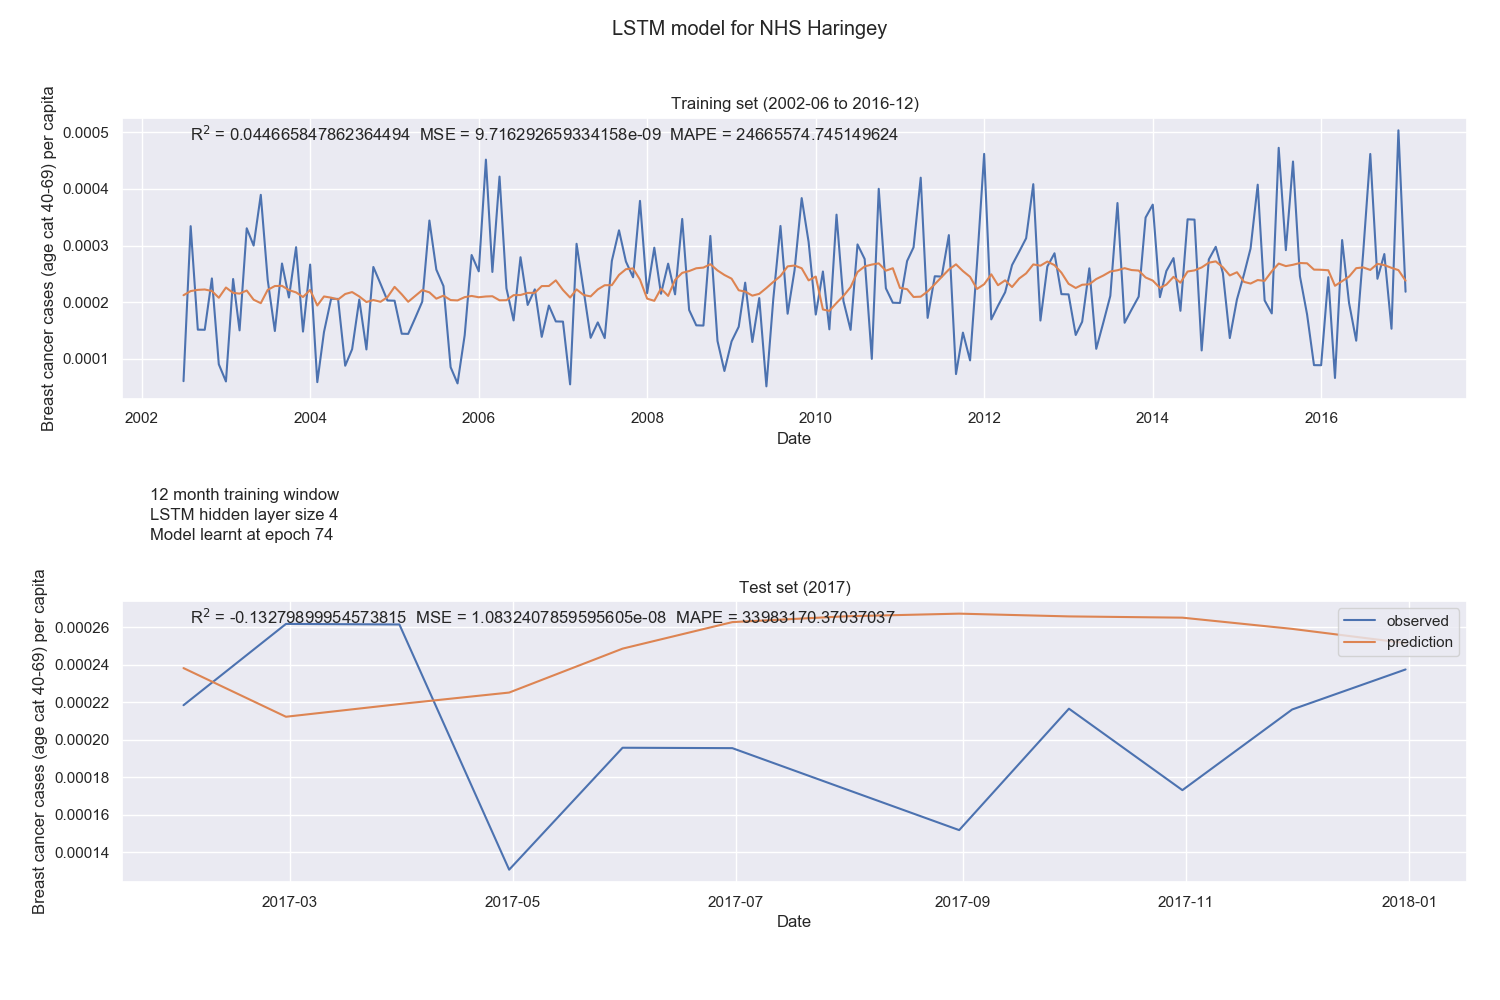 LSTM model for NHS Haringey
Training set (2002-06 to 2016-12)
R² = 0.044665847862364494 MSE = 9.716292659334158e-09 MAPE = 24665574.745149624
Breast cancer cases (age cat 40-69) per capita
0.0005
0.0004
0.0003
0.0002
0.0001
2002 2004 2006 2008 2010 2012 2014 2016
Date
12 month training window
LSTM hidden layer size 4
Model learnt at epoch 74
Test set (2017)
R² = -0.13279899954573815 MSE = 1.0832407859595605e-08 MAPE = 33983170.37037037
observed
prediction
Breast cancer cases (age cat 40-69) per capita
0.00026
0.00024
0.00022
0.00020
0.00018
0.00016
0.00014
2017-03 2017-05 2017-07 2017-09 2017-11 2018-01
Date